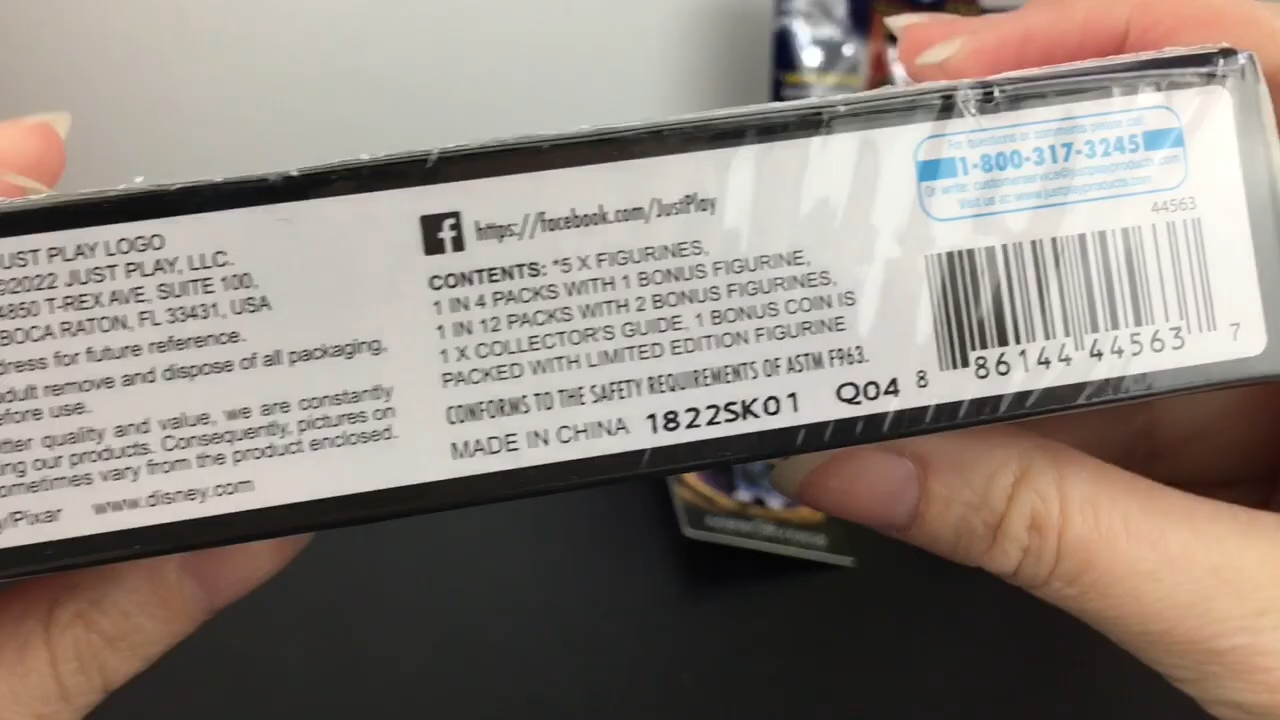 UST PLAY LOGO
©2022 JUST PLAY, LLC.
4850 T-REX AVE, SUITE 100,
BOCA RATON, FL 33431, USA
dress for future reference.
adult remove and dispose of all packaging,
efore use.
tter quality and value, we are constantly
ing our products. Consequently, pictures on
ometimes vary from the product enclosed.
y/Pixar www.disney.com
f https://facebook.com/JustPlay
CONTENTS: *5 X FIGURINES,
1 IN 4 PACKS WITH 1 BONUS FIGURINE,
1 IN 12 PACKS WITH 2 BONUS FIGURINES,
1 X COLLECTOR'S GUIDE, 1 BONUS COIN IS
PACKED WITH LIMITED EDITION FIGURINE
CONFORMS TO THE SAFETY REQUIREMENTS OF ASTM F963.
MADE IN CHINA 1822SK01 Q04
For questions or comments please call
1-800-317-3245
Or write: customerservice@justplayproducts.com
Visit us at: www.justplayproducts.com
44563
8 86144 44563 7